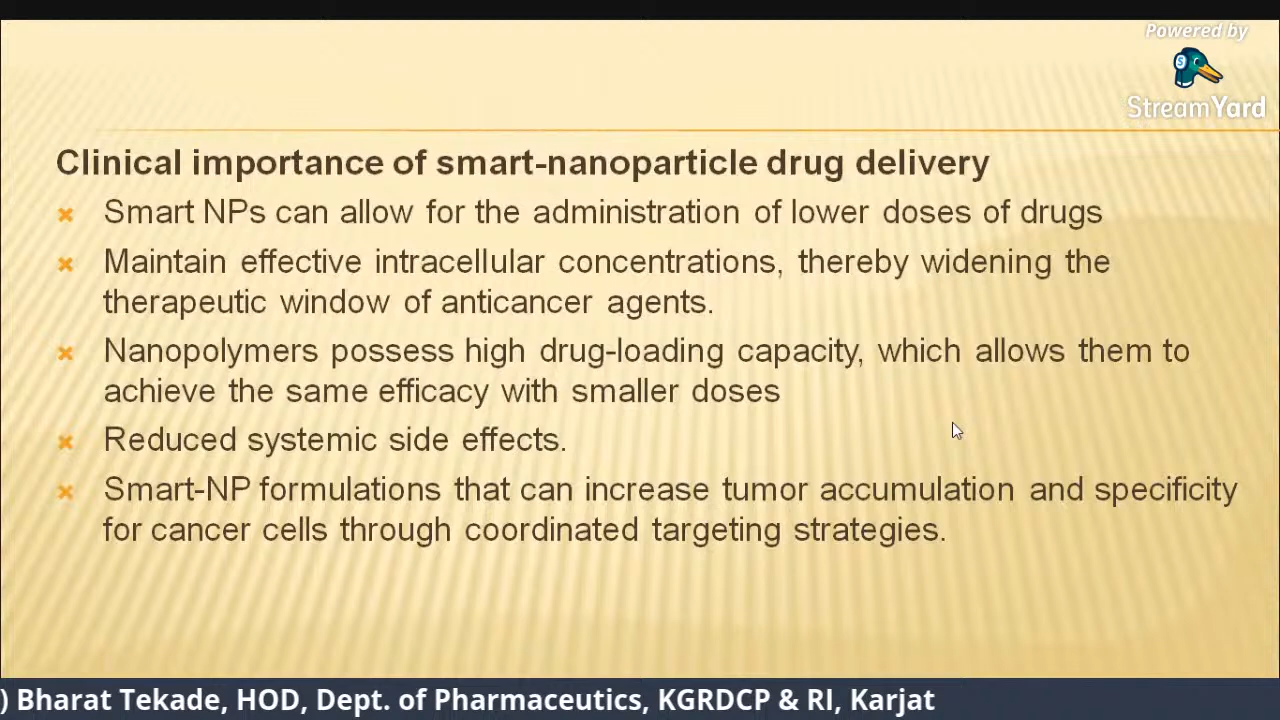 Powered by
StreamYard
Clinical importance of smart-nanoparticle drug delivery
Smart NPs can allow for the administration of lower doses of drugs
Maintain effective intracellular concentrations, thereby widening the
therapeutic window of anticancer agents.
Nanopolymers possess high drug-loading capacity, which allows them to
achieve the same efficacy with smaller doses
Reduced systemic side effects.
Smart-NP formulations that can increase tumor accumulation and specificity
for cancer cells through coordinated targeting strategies.
) Bharat Tekade, HOD, Dept. of Pharmaceutics, KGRDCP & RI, Karjat